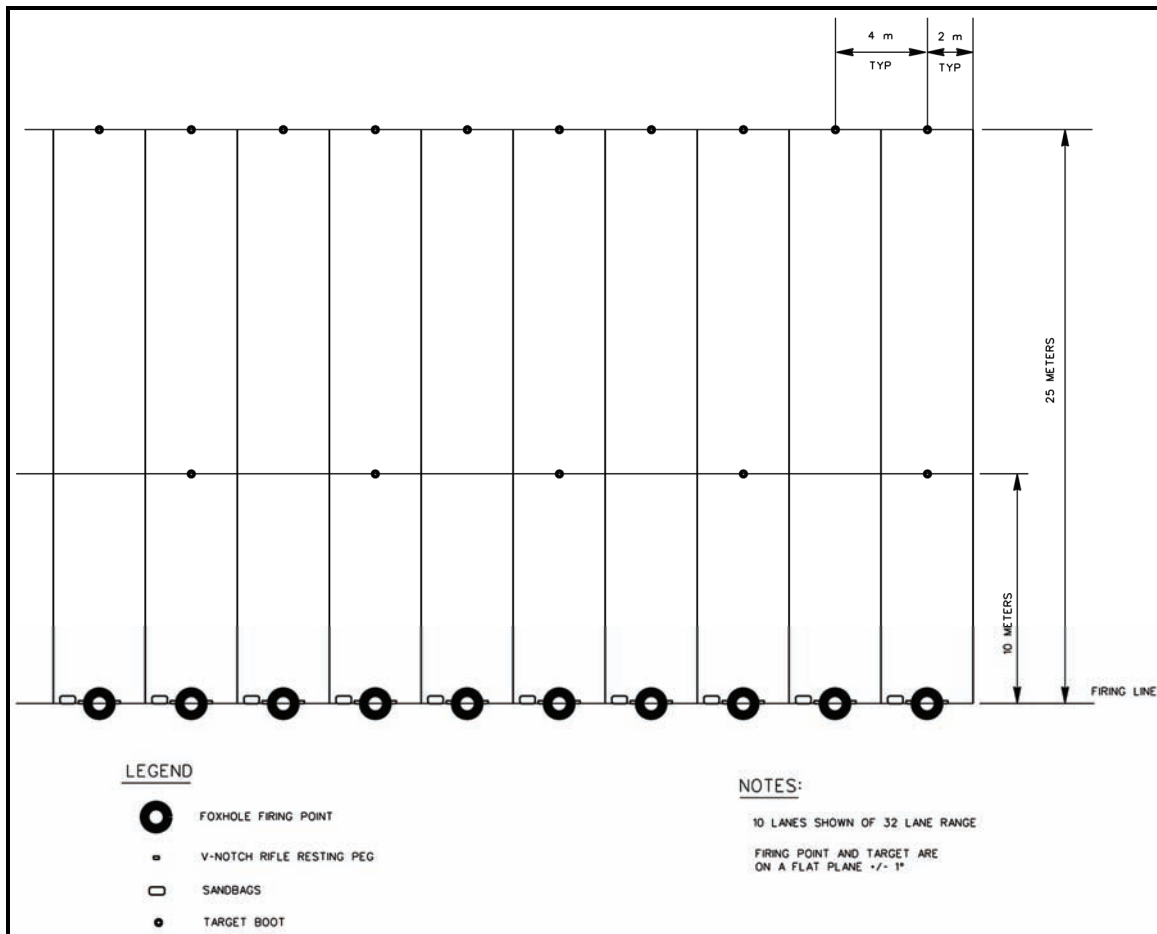 4 m
2 m
TYP
TYP
25 METERS
10 METERS
FIRING LINE
LEGEND
FOXHOLE FIRING POINT
V-NOTCH RIFLE RESTING PEG
SANDBAGS
TARGET BOOT
NOTES:
10 LANES SHOWN OF 32 LANE RANGE
FIRING POINT AND TARGET ARE
ON A FLAT PLANE +/- 1°